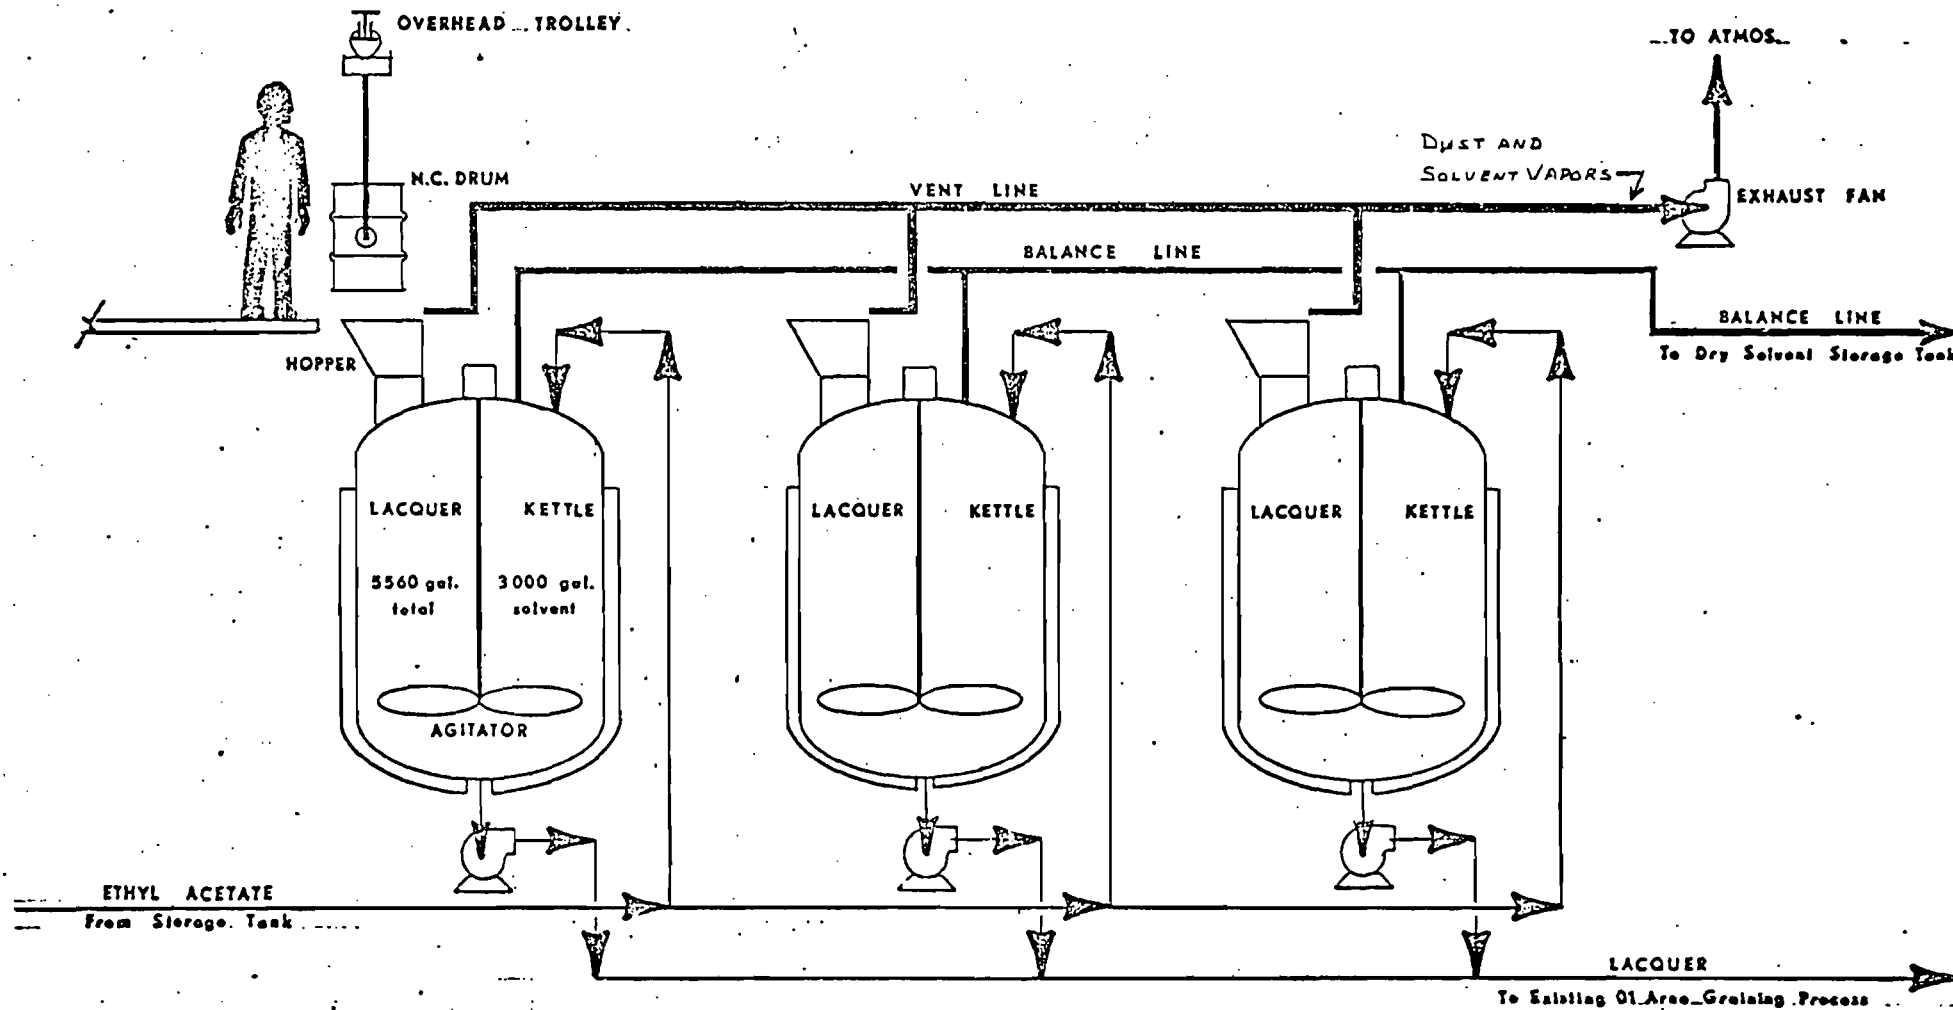 OVERHEAD TROLLEY
TO ATMOS.
DUST AND
SOLVENT VAPORS
N.C. DRUM
VENT LINE
EXHAUST FAN
BALANCE LINE
BALANCE LINE
To Dry Solvent Storage Tank
HOPPER
LACQUER KETTLE
LACQUER KETTLE
LACQUER KETTLE
5560 gal. 3000 gal.
total solvent
AGITATOR
ETHYL ACETATE
From Storage Tank
LACQUER
To Existing 01 Area Graining Process